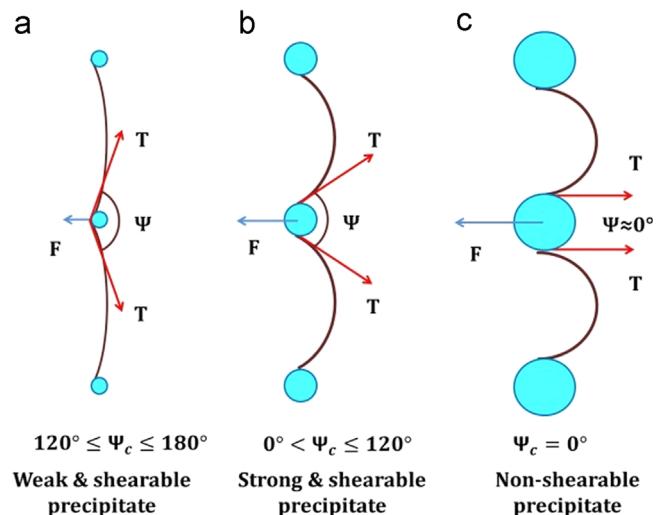 a
b
c
T
Ψ
F
T
T
Ψ
F
T
T
Ψ≈0°
F
T
120° ≤ Ψc ≤ 180°
Weak & shearable
precipitate
0° < Ψc ≤ 120°
Strong & shearable
precipitate
Ψc = 0°
Non-shearable
precipitate